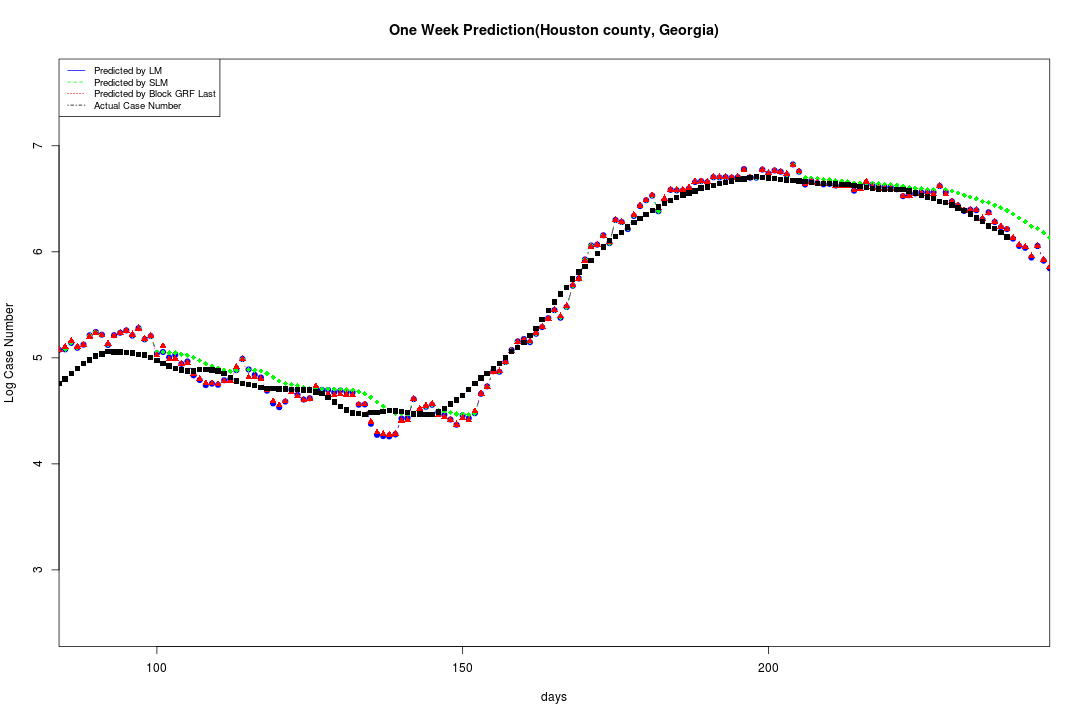 One Week Prediction(Houston county, Georgia)
Predicted by LM
Predicted by SLM
Predicted by Block GRF Last
Actual Case Number
7
6
5
4
3
Log Case Number
100 150 200
days